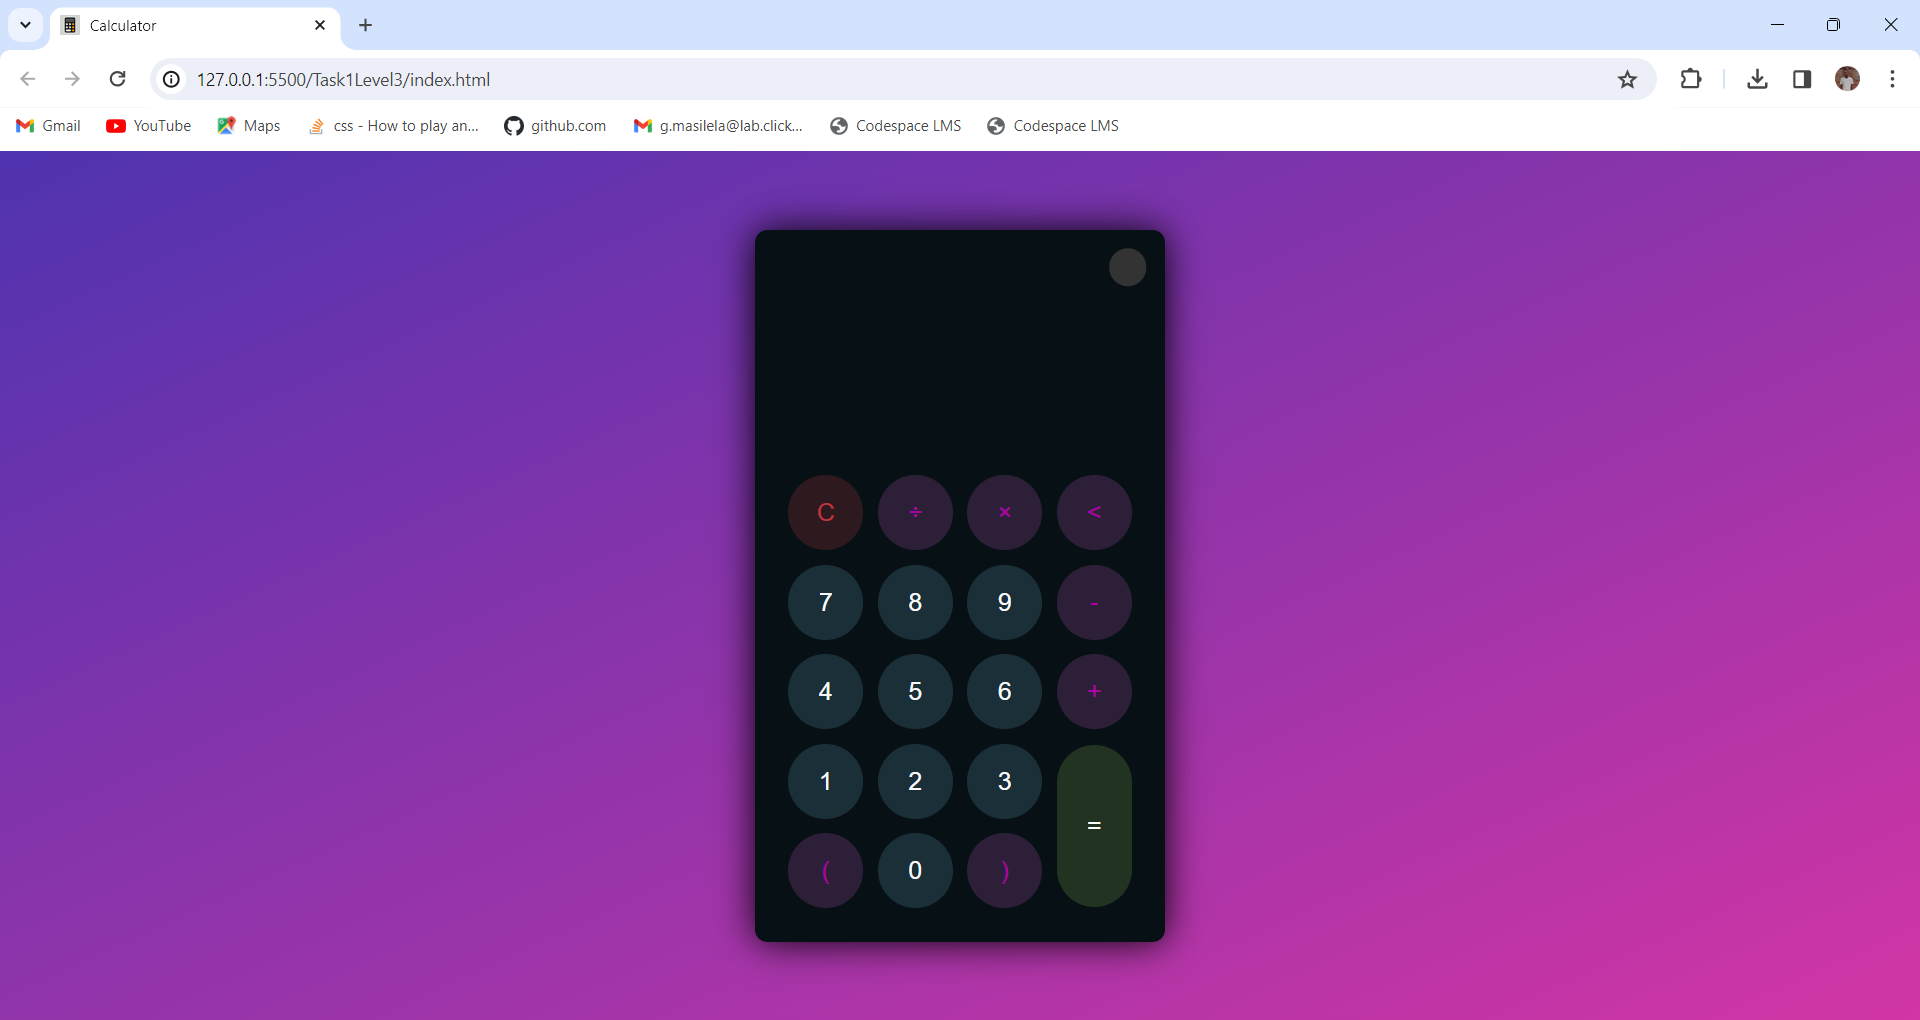 Calculator
127.0.0.1:5500/Task1Level3/index.html
Gmail YouTube Maps css - How to play an... github.com g.masilela@lab.click... Codespace LMS Codespace LMS
C ÷ × <
7 8 9 -
4 5 6 +
1 2 3
=
( 0 )